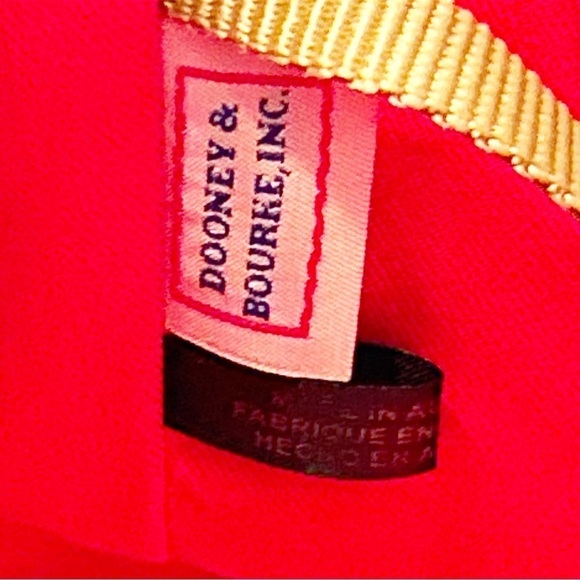 DOONEY &
BOURKE, INC.
IN
FABRIQUE EN
HECHO EN